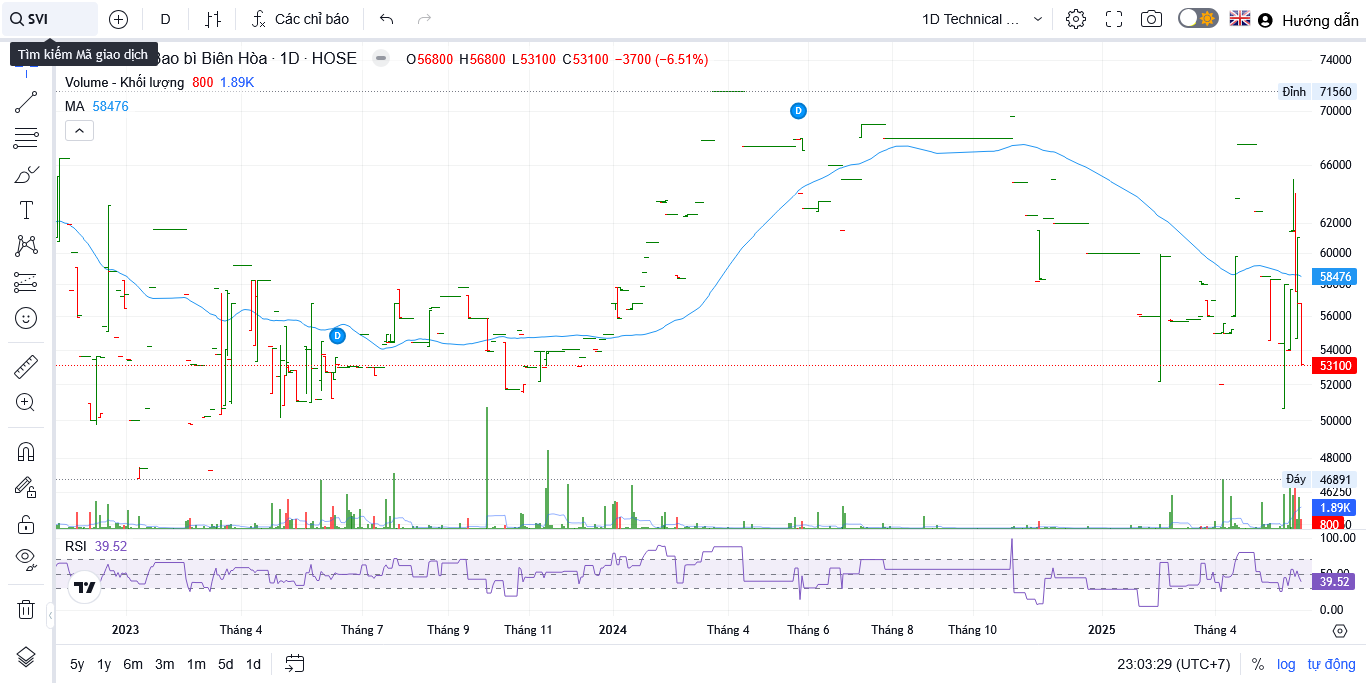 SVI
D
Các chỉ báo
1D Technical ...
Hướng dẫn
Tìm kiếm Mã giao dịch
Bao bì Biên Hòa · 1D · HOSE
O56800 H56800 L53100 C53100 −3700 (−6.51%)
Volume - Khối lượng 800 1.89K
MA 58476
74000
Đỉnh 71560
70000
66000
62000
60000
58476
58000
56000
54000
53100
52000
50000
48000
Đáy 46891
46250
1.89K
800
D
D
RSI 39.52
100.00
50.00
39.52
0.00
2023 Tháng 4 Tháng 7 Tháng 9 Tháng 11 2024 Tháng 4 Tháng 6 Tháng 8 Tháng 10 2025 Tháng 4
5y 1y 6m 3m 1m 5d 1d
23:03:29 (UTC+7) % log tự động